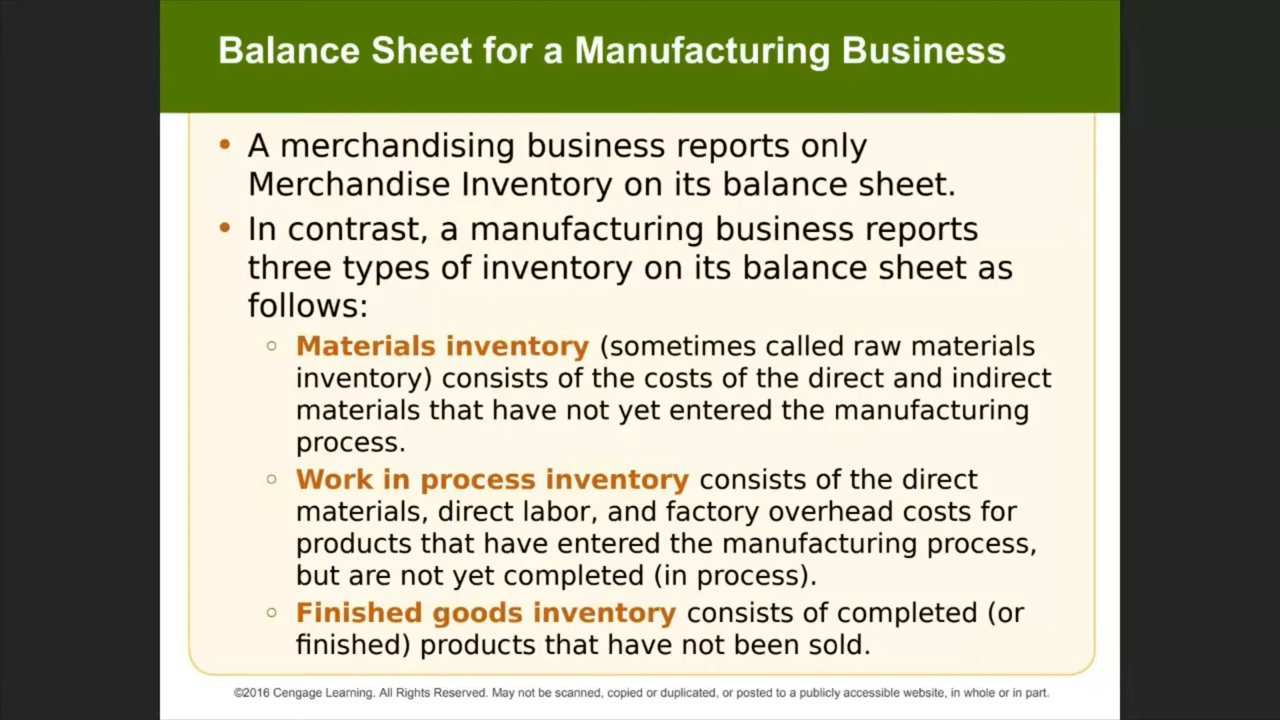 Balance Sheet for a Manufacturing Business
• A merchandising business reports only
Merchandise Inventory on its balance sheet.
• In contrast, a manufacturing business reports
three types of inventory on its balance sheet as
follows:
○ Materials inventory (sometimes called raw materials
inventory) consists of the costs of the direct and indirect
materials that have not yet entered the manufacturing
process.
○ Work in process inventory consists of the direct
materials, direct labor, and factory overhead costs for
products that have entered the manufacturing process,
but are not yet completed (in process).
○ Finished goods inventory consists of completed (or
finished) products that have not been sold.
©2016 Cengage Learning. All Rights Reserved. May not be scanned, copied or duplicated, or posted to a publicly accessible website, in whole or in part.